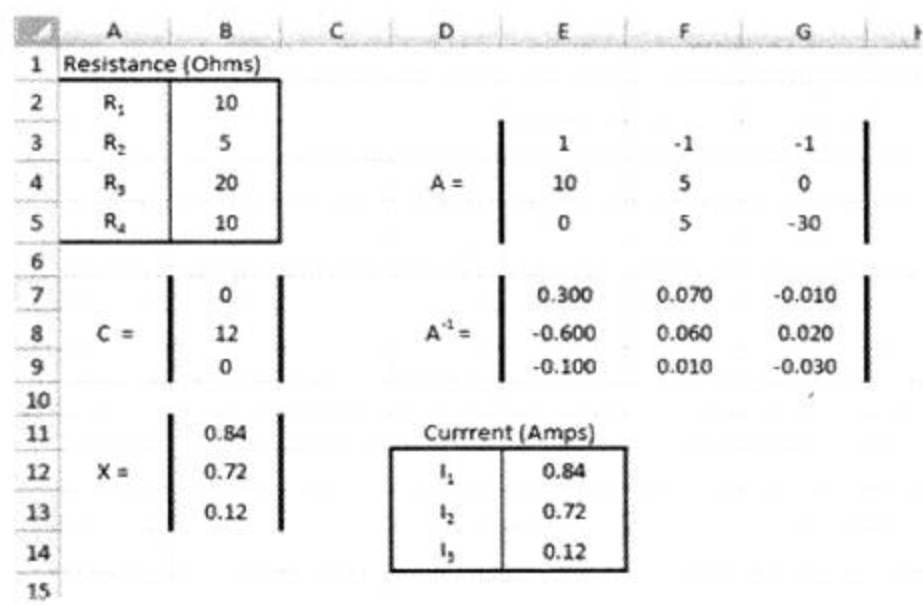 A B C D E F G
1 Resistance (Ohms)
2 R₁ 10
3 R₂ 5 1 -1 -1
4 R₃ 20 A = 10 5 0
5 R₄ 10 0 5 -30
6
7 0 0.300 0.070 -0.010
8 C = 12 A⁻¹ = -0.600 0.060 0.020
9 0 -0.100 0.010 -0.030
10
11 0.84 Currrent (Amps)
12 X = 0.72 I₁ 0.84
13 0.12 I₂ 0.72
14 I₃ 0.12
15